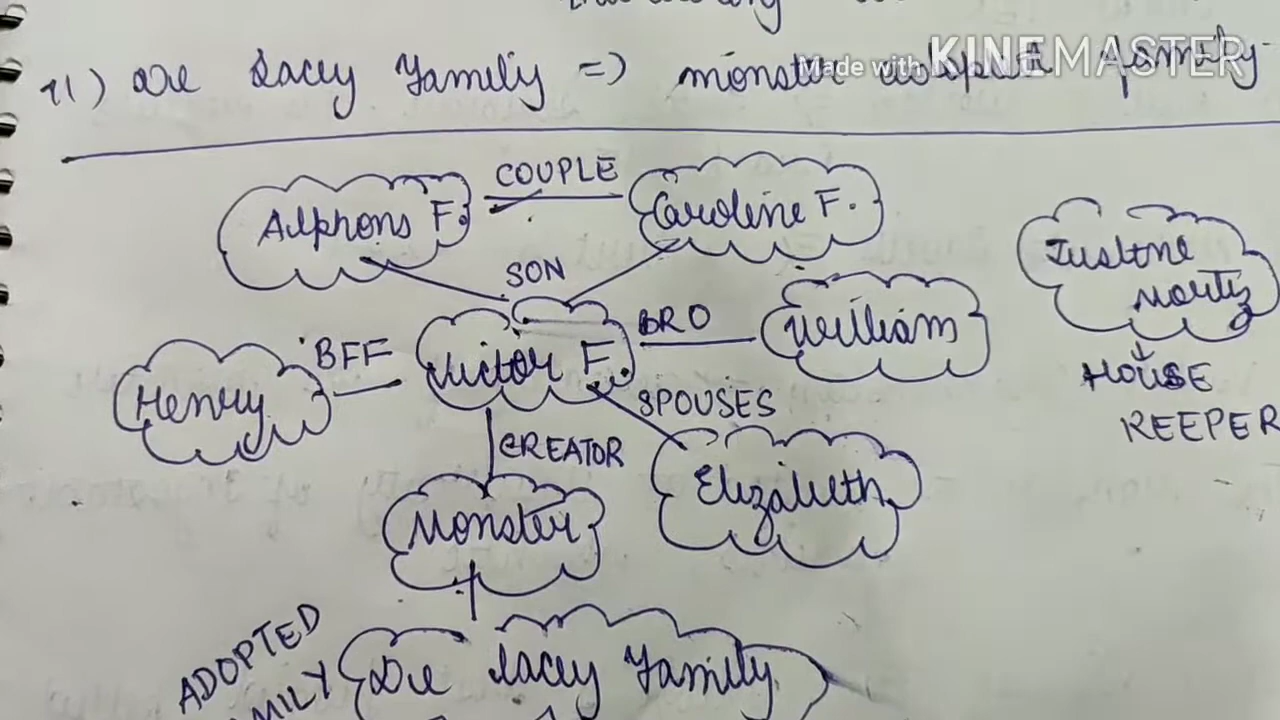 11) De Lacey Family => monster adopted family.
Made with KINEMASTER
COUPLE
Alphons F.
Caroline F.
Justine
Moritz
SON
BRO
William
BFF
Victor F.
Henry
HOUSE
KEEPER
SPOUSES
CREATOR
Elizabeth
Monster
ADOPTED
FAMILY
De Lacey Family